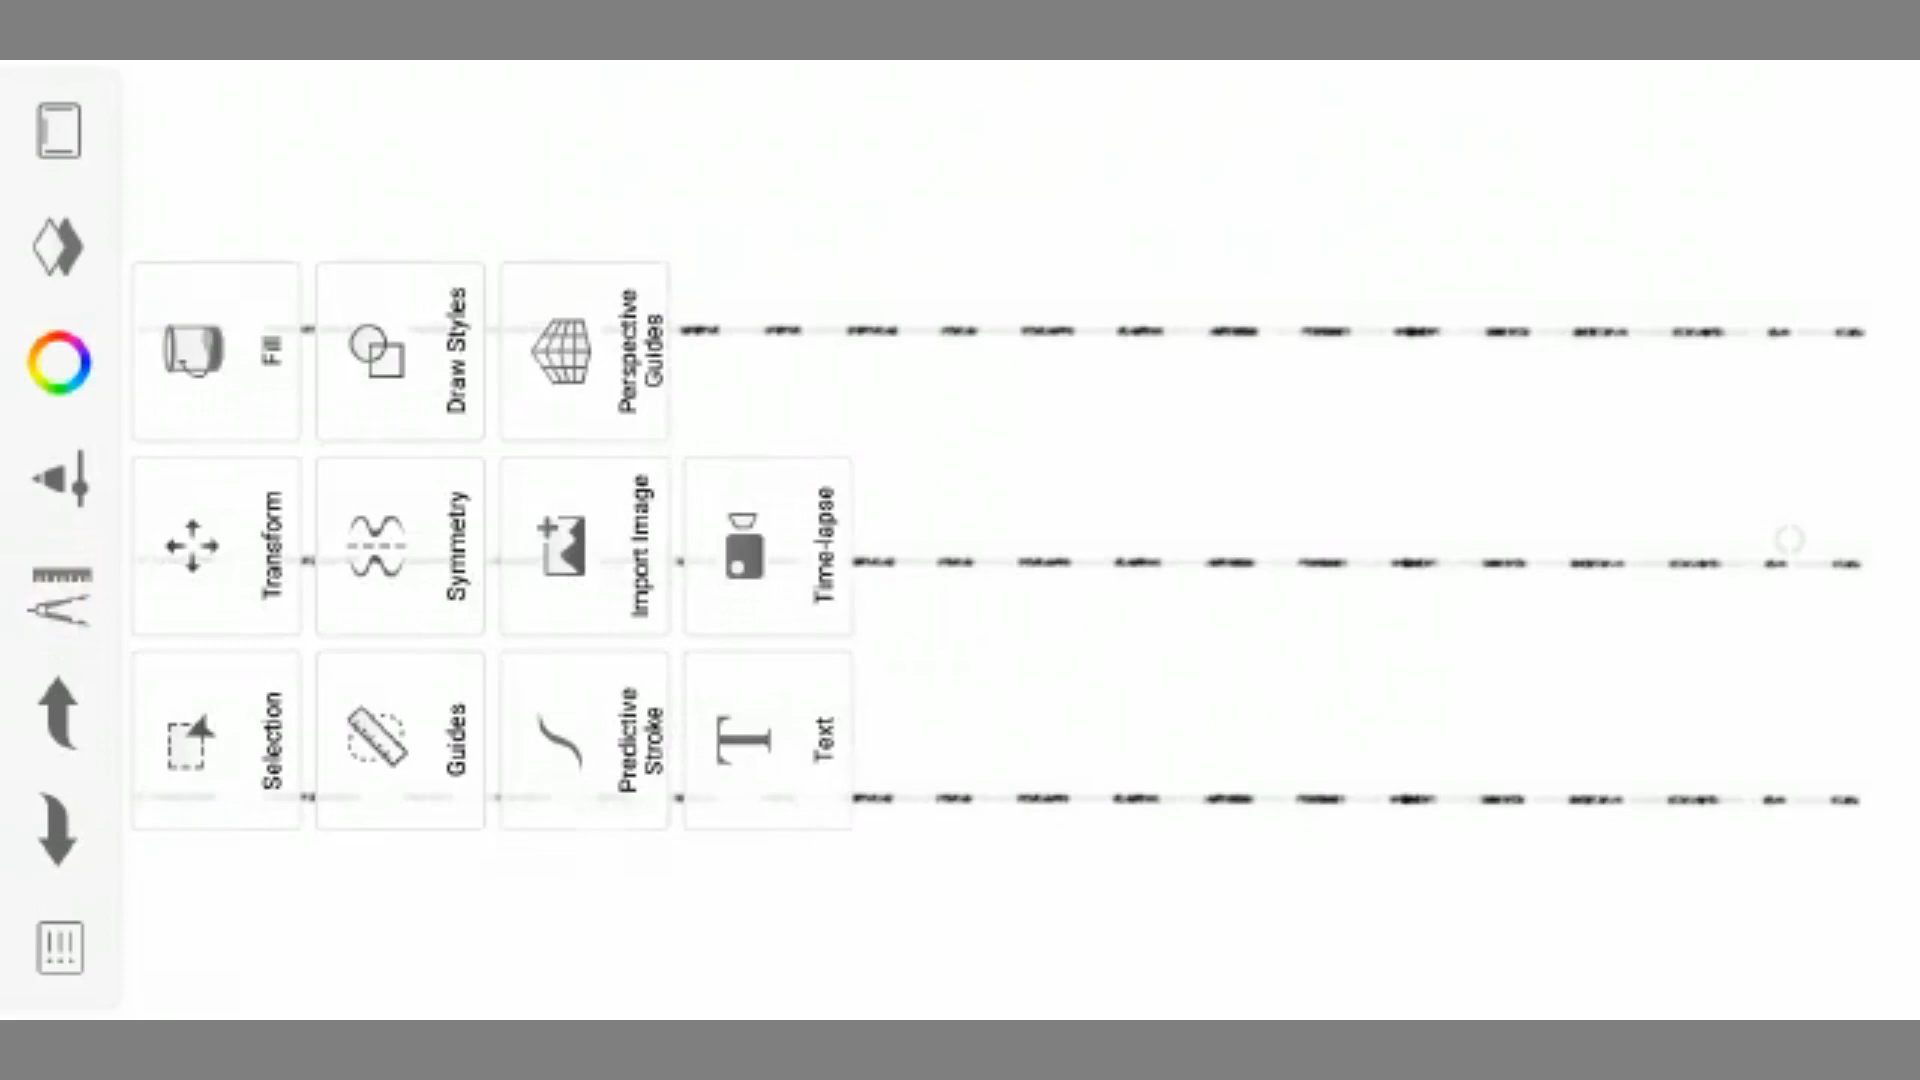 Selection
Transform
Fill
Guides
Symmetry
Draw Styles
Predictive
Stroke
Import Image
Perspective
Guides
Text
Time-lapse